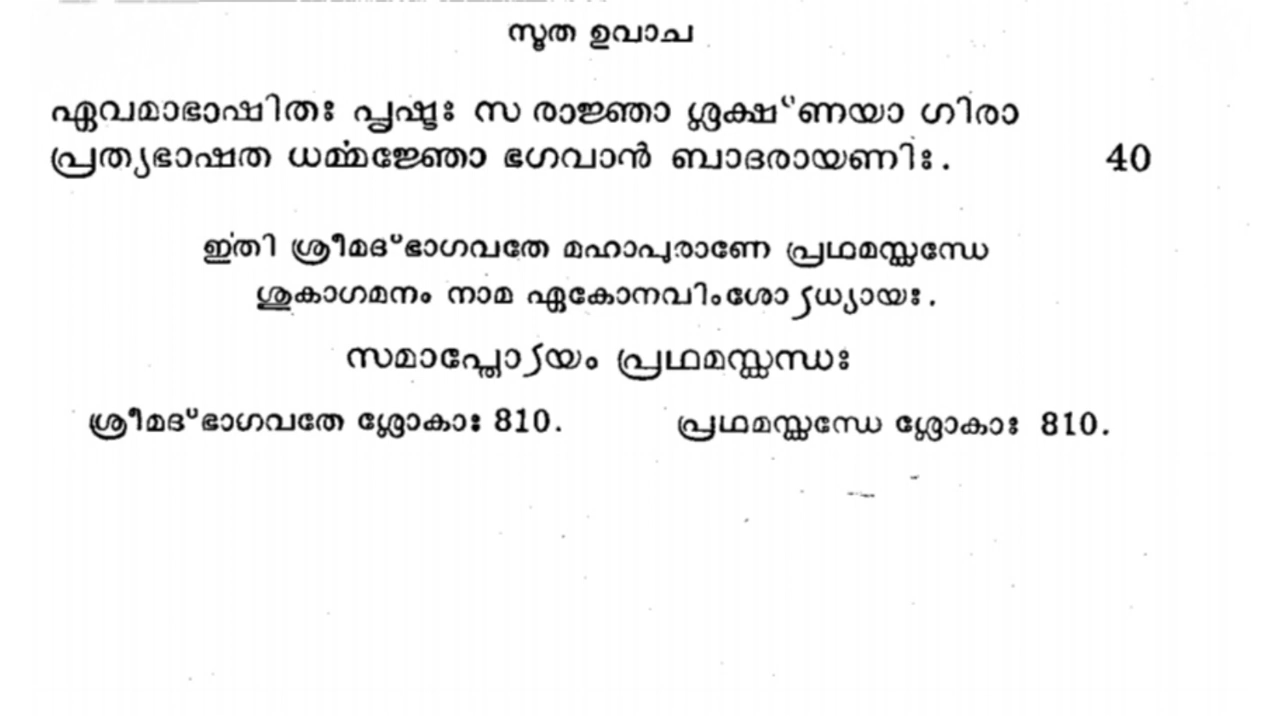 സൂത ഉവാച
ഏവമാഭാഷിതഃ പൃഷ്ടഃ സ രാജ്ഞാ ശ്ലക്ഷ്ണയാ ഗിരാ
പ്രത്യഭാഷത ധൎമ്മജ്ഞോ ഭഗവാൻ ബാദരായണിഃ. 40
ഇതി ശ്രീമദ്ഭാഗവതേ മഹാപുരാണേ പ്രഥമസ്കന്ധേ
ശുകാഗമനം നാമ ഏകോനവിംശോഽധ്യായഃ.
സമാപ്തോഽയം പ്രഥമസ്കന്ധഃ
ശ്രീമദ്ഭാഗവതേ ശ്ലോകാഃ 810. പ്രഥമസ്കന്ധേ ശ്ലോകാഃ 810.